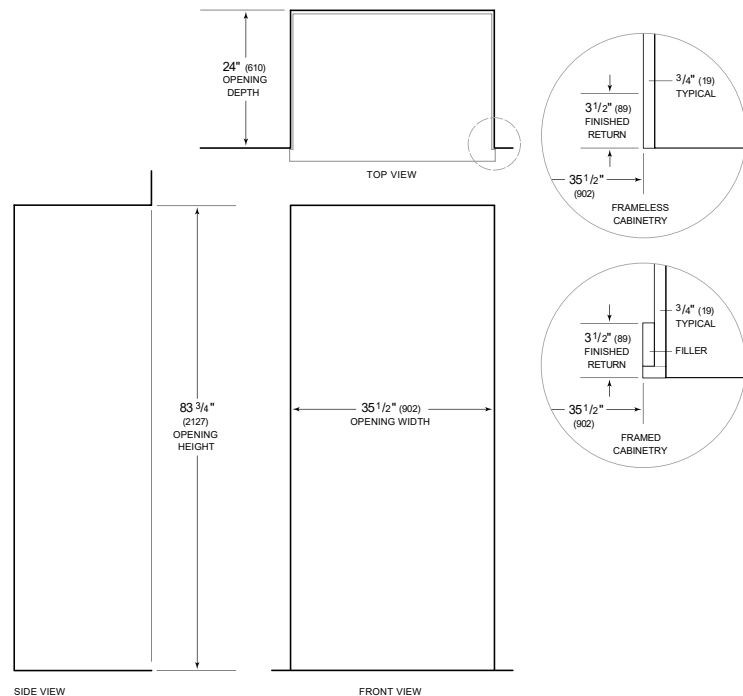 24" (610)
OPENING
DEPTH
TOP VIEW
3/4" (19)
TYPICAL
3 1/2" (89)
FINISHED
RETURN
35 1/2"
(902)
FRAMELESS
CABINETRY
3/4" (19)
TYPICAL
3 1/2" (89)
FINISHED
RETURN
FILLER
35 1/2"
(902)
FRAMED
CABINETRY
83 3/4"
(2127)
OPENING
HEIGHT
35 1/2" (902)
OPENING WIDTH
SIDE VIEW
FRONT VIEW